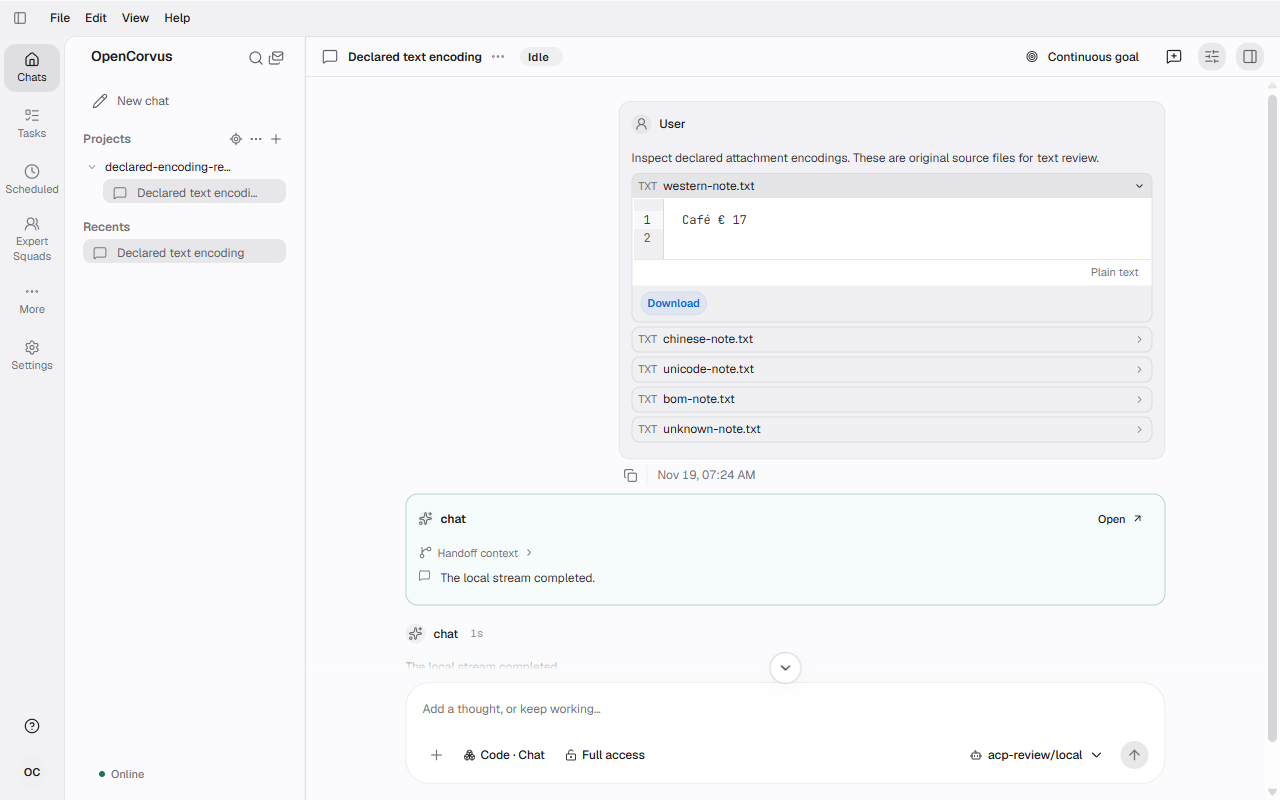 File Edit View Help
Chats
Tasks
Scheduled
Expert
Squads
More
Settings
OC
OpenCorvus
New chat
Projects
declared-encoding-re…
Declared text encodi…
Recents
Declared text encoding
Online
Declared text encoding
Idle
Continuous goal
User
Inspect declared attachment encodings. These are original source files for text review.
TXT western-note.txt
1 Café € 17
2
Plain text
Download
TXT chinese-note.txt
TXT unicode-note.txt
TXT bom-note.txt
TXT unknown-note.txt
Nov 19, 07:24 AM
chat
Open
Handoff context
The local stream completed.
chat 1s
The local stream completed
Add a thought, or keep working…
Code · Chat
Full access
acp-review/local